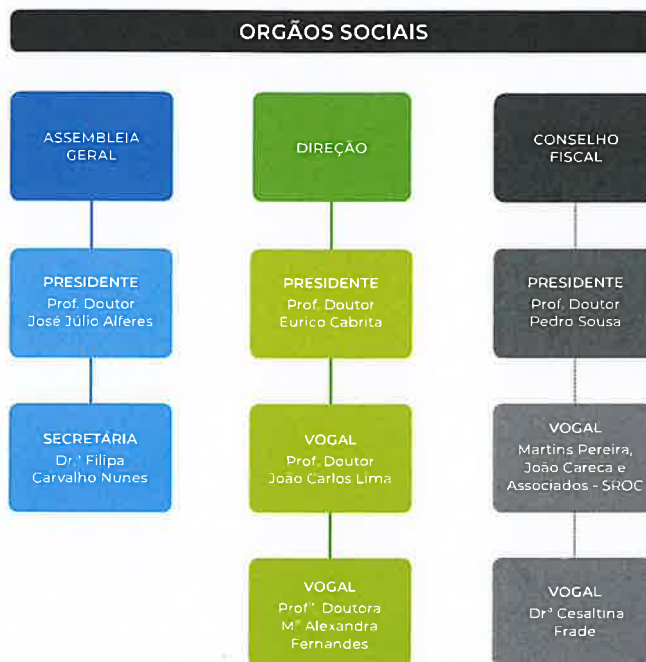 ORGÃOS SOCIAIS
ASSEMBLEIA
GERAL
PRESIDENTE
Prof. Doutor
José Júlio Alferes
SECRETÁRIA
Dr.ª Filipa
Carvalho Nunes
DIREÇÃO
PRESIDENTE
Prof. Doutor
Eurico Cabrita
VOGAL
Prof. Doutor
João Carlos Lima
VOGAL
Profª. Doutora
Mª Alexandra
Fernandes
CONSELHO
FISCAL
PRESIDENTE
Prof. Doutor
Pedro Sousa
VOGAL
Martins Pereira,
João Careca e
Associados - SROC
VOGAL
Drª Cesaltina
Frade